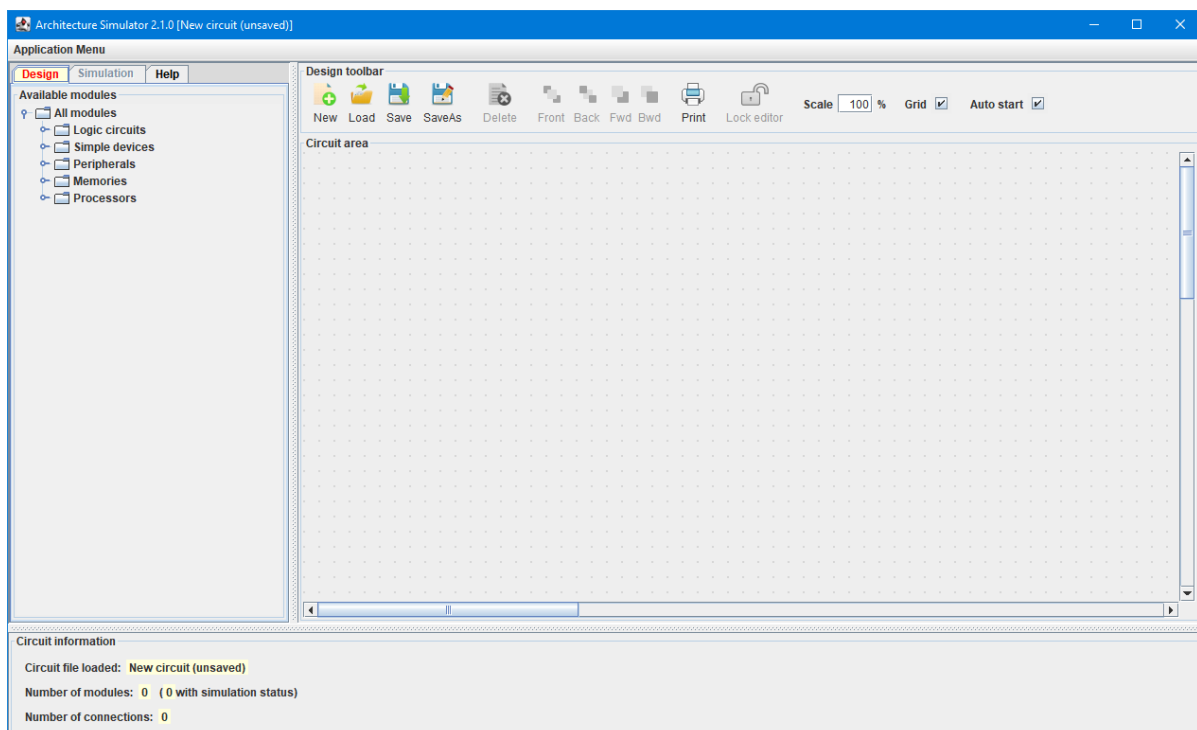 Architecture Simulator 2.1.0 [New circuit (unsaved)]
Application Menu
Design Simulation Help
Available modules
All modules
Logic circuits
Simple devices
Peripherals
Memories
Processors
Design toolbar
New Load Save SaveAs Delete Front Back Fwd Bwd Print Lock editor Scale 100 % Grid Auto start
Circuit area
Circuit information
Circuit file loaded: New circuit (unsaved)
Number of modules: 0 ( 0 with simulation status)
Number of connections: 0